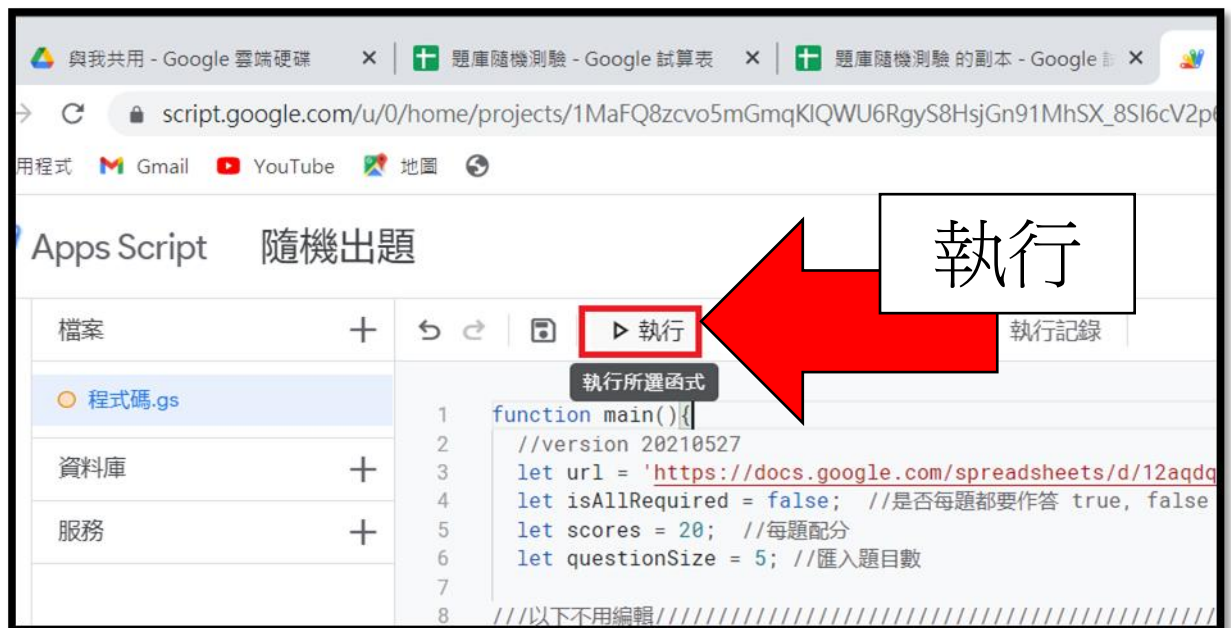 與我共用 - Google 雲端硬碟
題庫隨機測驗 - Google 試算表
題庫隨機測驗 的副本 - Google
script.google.com/u/0/home/projects/1MaFQ8zcvo5mGmqKlQWU6RgyS8HsjGn91MhSX_8Sl6cV2p6
用程式 Gmail YouTube 地圖
Apps Script 隨機出題
執行
檔案
執行
執行記錄
執行所選函式
程式碼.gs
資料庫
服務
1 function main(){
2 //version 20210527
3 let url = 'https://docs.google.com/spreadsheets/d/12aqdq
4 let isAllRequired = false; //是否每題都要作答 true, false
5 let scores = 20; //每題配分
6 let questionSize = 5; //匯入題目數
7
8 ///以下不用編輯/////////////////////////////////////////////